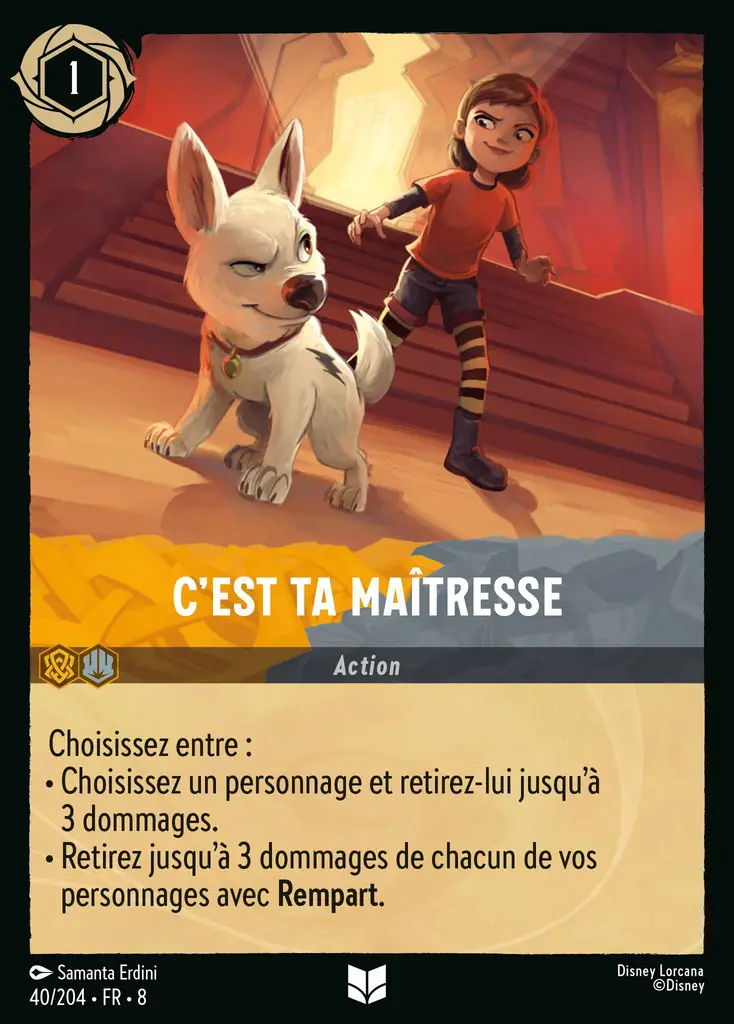 1
C'EST TA MAÎTRESSE
Action
Choisissez entre :
• Choisissez un personnage et retirez-lui jusqu'à
3 dommages.
• Retirez jusqu'à 3 dommages de chacun de vos
personnages avec Rempart.
Samanta Erdini
Disney Lorcana
40/204 • FR • 8
©Disney